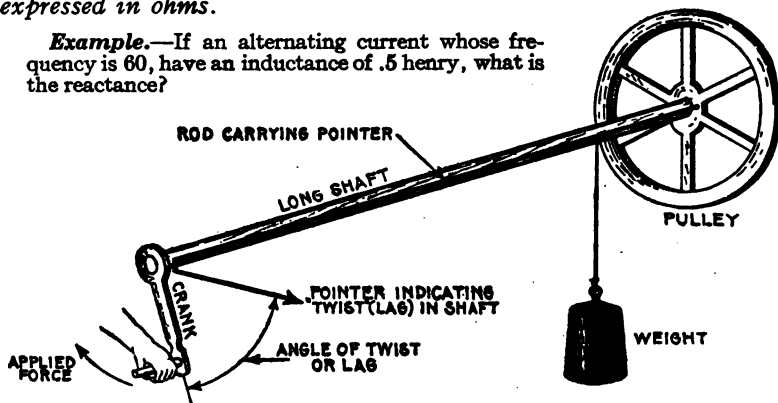 expressed in ohms.
Example.—If an alternating current whose fre-
quency is 60, have an inductance of .5 henry, what is
the reactance?
ROD CARRYING POINTER
LONG SHAFT
PULLEY
CRANK
POINTER INDICATING
TWIST (LAG) IN SHAFT
WEIGHT
ANGLE OF TWIST
OR LAG
APPLIED
FORCE